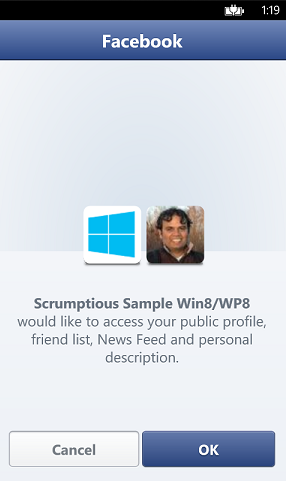 1:19
Facebook
Scrumptious Sample Win8/WP8
would like to access your public profile,
friend list, News Feed and personal
description.
Cancel
OK